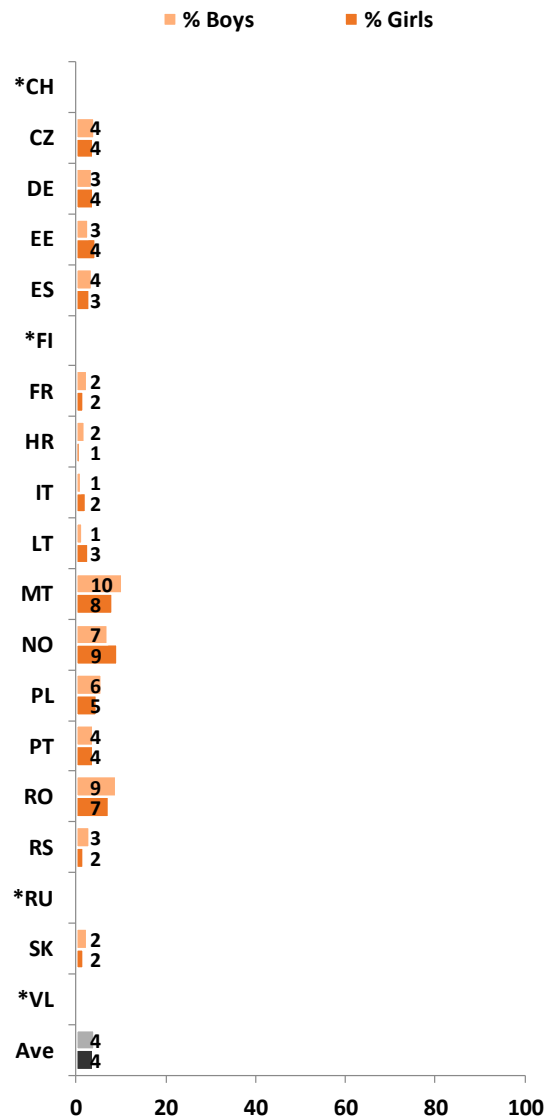 % Boys % Girls
*CH
CZ 4
4
DE 3
4
EE 3
4
ES 4
3
*FI
FR 2
2
HR 2
1
IT 1
2
LT 1
3
MT 10
8
NO 7
9
PL 6
5
PT 4
4
RO 9
7
RS 3
2
*RU
SK 2
2
*VL
Ave 4
4
0 20 40 60 80 100